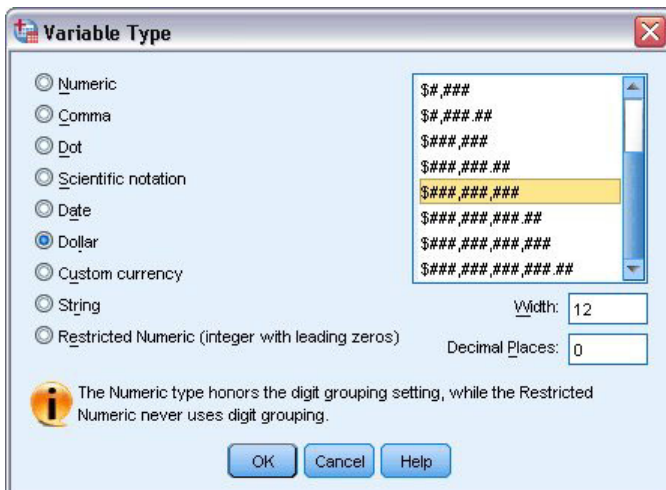 Variable Type
Numeric
Comma
Dot
Scientific notation
Date
Dollar
Custom currency
String
Restricted Numeric (integer with leading zeros)
$#,###
$#,###.##
$###,###
$###,###.##
$###,###,###
$###,###,###.##
$###,###,###,###
$###,###,###,###.##
Width: 12
Decimal Places: 0
The Numeric type honors the digit grouping setting, while the Restricted
Numeric never uses digit grouping.
OK Cancel Help